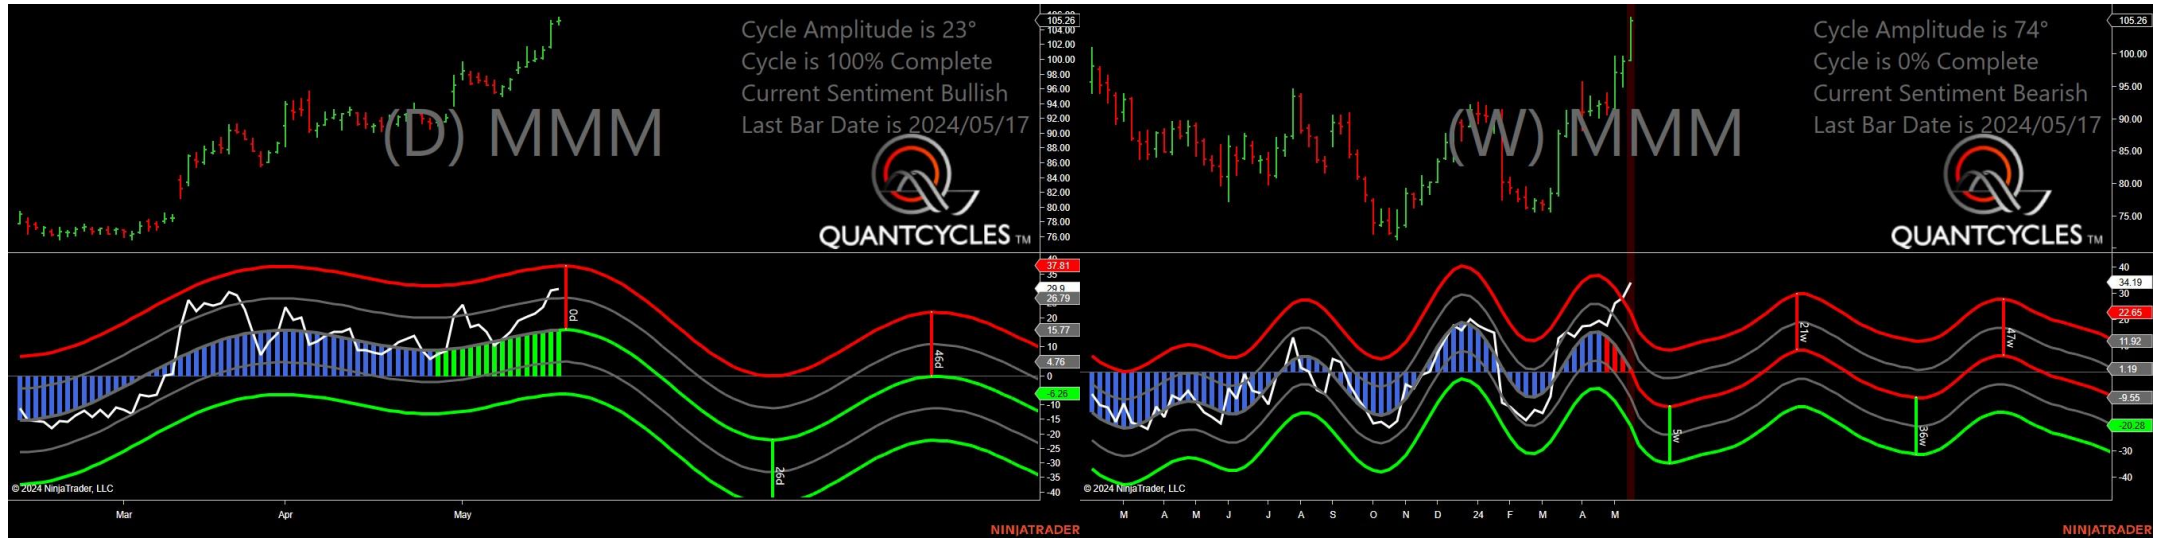 Cycle Amplitude is 23°
Cycle is 100% Complete
Current Sentiment Bullish
Last Bar Date is 2024/05/17
(D) MMM
QUANTCYCLES TM
105.26
104.00
102.00
100.00
98.00
96.00
94.00
92.00
90.00
88.00
86.00
84.00
82.00
80.00
78.00
76.00
37.81
35
29.9
26.79
20
15.77
10
4.76
0
-6.26
-10
-15
-20
-25
-30
-35
-40
0d
46d
26d
© 2024 NinjaTrader, LLC
Mar Apr May
NINJATRADER
Cycle Amplitude is 74°
Cycle is 0% Complete
Current Sentiment Bearish
Last Bar Date is 2024/05/17
(W) MMM
QUANTCYCLES TM
105.26
100.00
95.00
90.00
85.00
80.00
75.00
40
34.19
30
22.65
11.92
1.19
-9.55
-20.28
-30
-40
21w
47w
5w
36w
© 2024 NinjaTrader, LLC
M A M J J A S O N D 24 F M A M
NINJATRADER